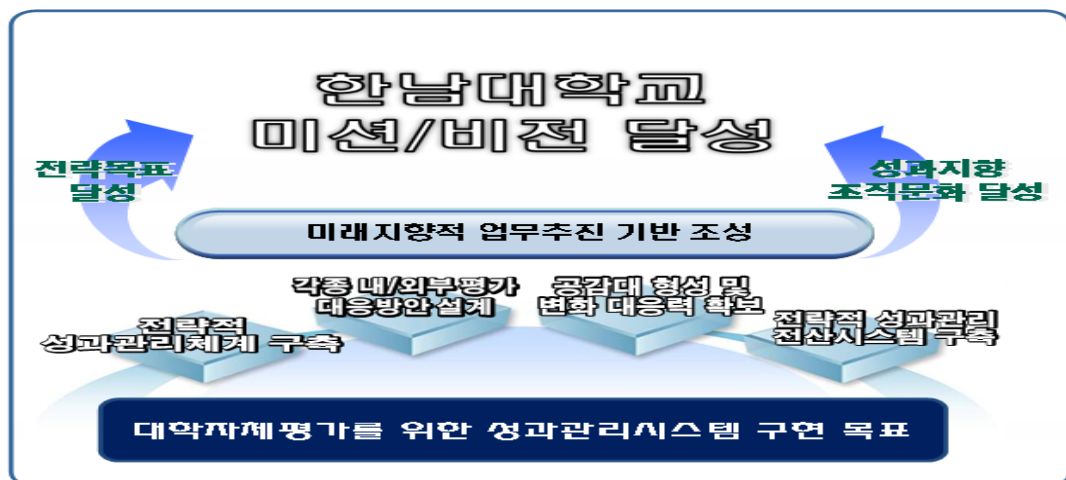 한남대학교
미션/비전 달성
전략목표
달성
성과지향
조직문화 달성
미래지향적 업무추진 기반 조성
각종 내/외부평가
대응방안 설계
공감대 형성 및
변화 대응력 확보
전략적
성과관리체계 구축
전략적 성과관리
전산시스템 구축
대학자체평가를 위한 성과관리시스템 구현 목표